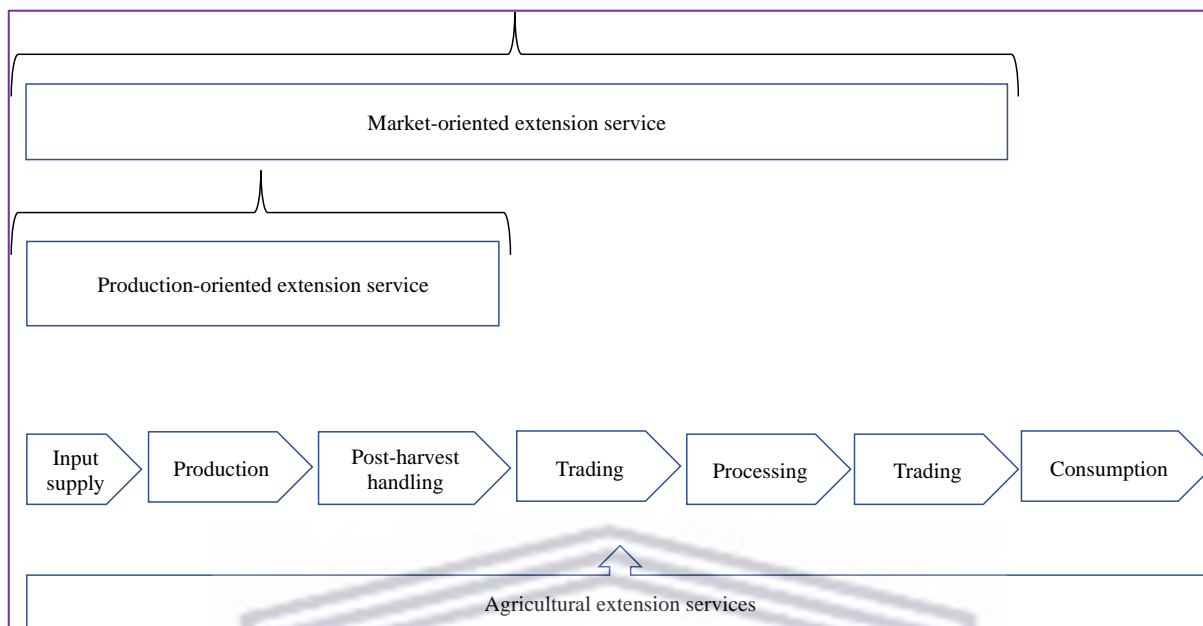 Market-oriented extension service
Production-oriented extension service
Input
supply
Production
Post-harvest
handling
Trading
Processing
Trading
Consumption
Agricultural extension services